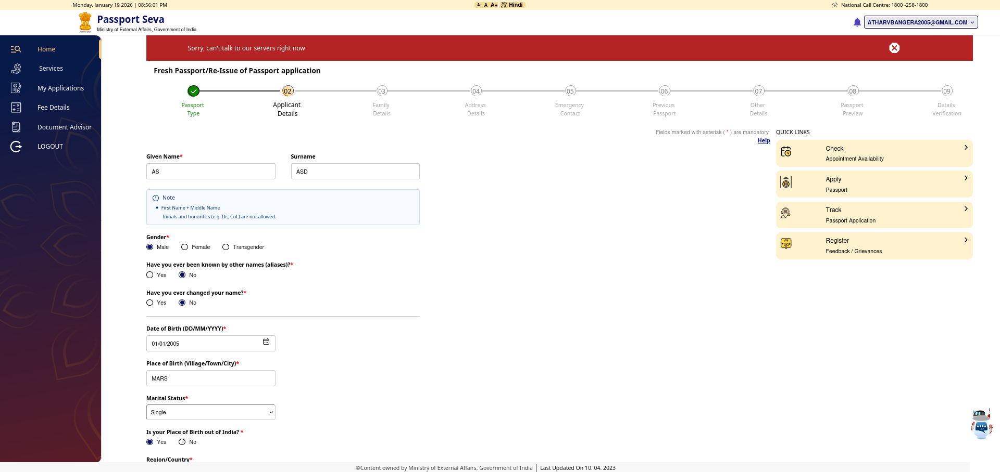 Monday, January 19 2026 | 08:56:01 PM
A- A A+ Hindi
National Call Centre: 1800 -258-1800
Passport Seva
Ministry of External Affairs, Government of India
ATHARVBANGERA2005@GMAIL.COM
Home
Services
My Applications
Fee Details
Document Advisor
LOGOUT
Sorry, can't talk to our servers right now
Fresh Passport/Re-Issue of Passport application
02 03 04 05 06 07 08 09
Passport Type
Applicant Details
Family Details
Address Details
Emergency Contact
Previous Passport
Other Details
Passport Preview
Details Verification
Fields marked with asterisk ( * ) are mandatory
Help
Given Name*
Surname
AS
ASD
Note
• First Name + Middle Name
Initials and honorifics (e.g. Dr., Col.) are not allowed.
Gender*
Male Female Transgender
Have you ever been known by other names (aliases)?*
Yes No
Have you ever changed your name?*
Yes No
Date of Birth (DD/MM/YYYY)*
01/01/2005
Place of Birth (Village/Town/City)*
MARS
Marital Status*
Single
Is your Place of Birth out of India? *
Yes No
Region/Country*
QUICK LINKS
Check
Appointment Availability
Apply
Passport
Track
Passport Application
Register
Feedback / Grievances
©Content owned by Ministry of External Affairs, Government of India | Last Updated On 10. 04. 2023